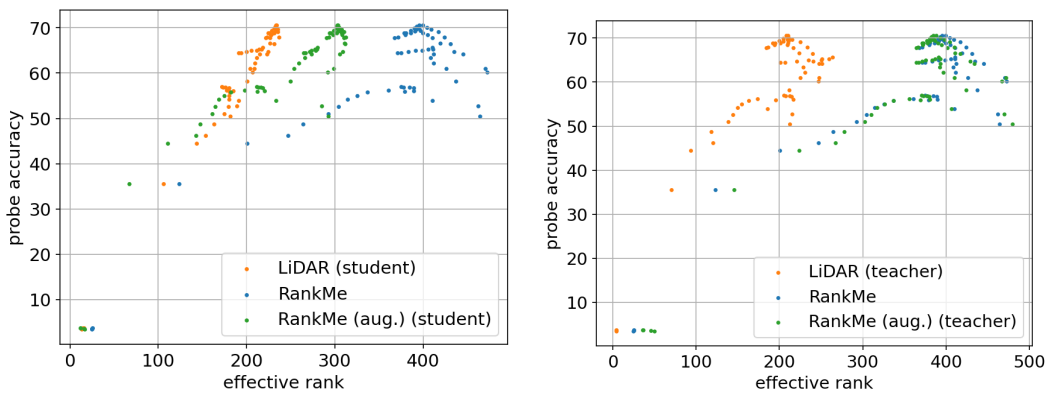 70
60
50
40
30
20
10
probe accuracy
0
100
200
300
400
effective rank
LiDAR (student)
RankMe
RankMe (aug.) (student)
70
60
50
40
30
20
10
probe accuracy
0
100
200
300
400
500
effective rank
LiDAR (teacher)
RankMe
RankMe (aug.) (teacher)